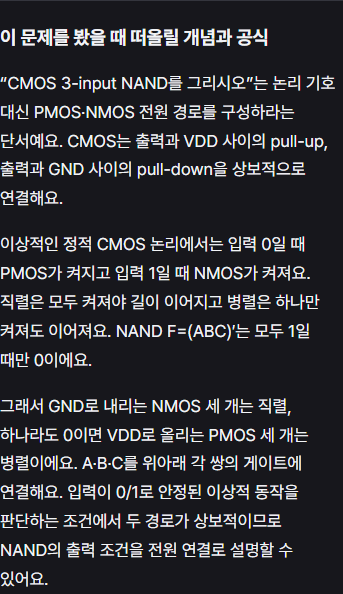 이 문제를 봤을 때 떠올릴 개념과 공식
“CMOS 3-input NAND를 그리시오”는 논리 기호
대신 PMOS·NMOS 전원 경로를 구성하라는
단서예요. CMOS는 출력과 VDD 사이의 pull-up,
출력과 GND 사이의 pull-down을 상보적으로
연결해요.
이상적인 정적 CMOS 논리에서는 입력 0일 때
PMOS가 켜지고 입력 1일 때 NMOS가 켜져요.
직렬은 모두 켜져야 길이 이어지고 병렬은 하나만
켜져도 이어져요. NAND F=(ABC)′는 모두 1일
때만 0이에요.
그래서 GND로 내리는 NMOS 세 개는 직렬,
하나라도 0이면 VDD로 올리는 PMOS 세 개는
병렬이에요. A·B·C를 위아래 각 쌍의 게이트에
연결해요. 입력이 0/1로 안정된 이상적 동작을
판단하는 조건에서 두 경로가 상보적이므로
NAND의 출력 조건을 전원 연결로 설명할 수
있어요.